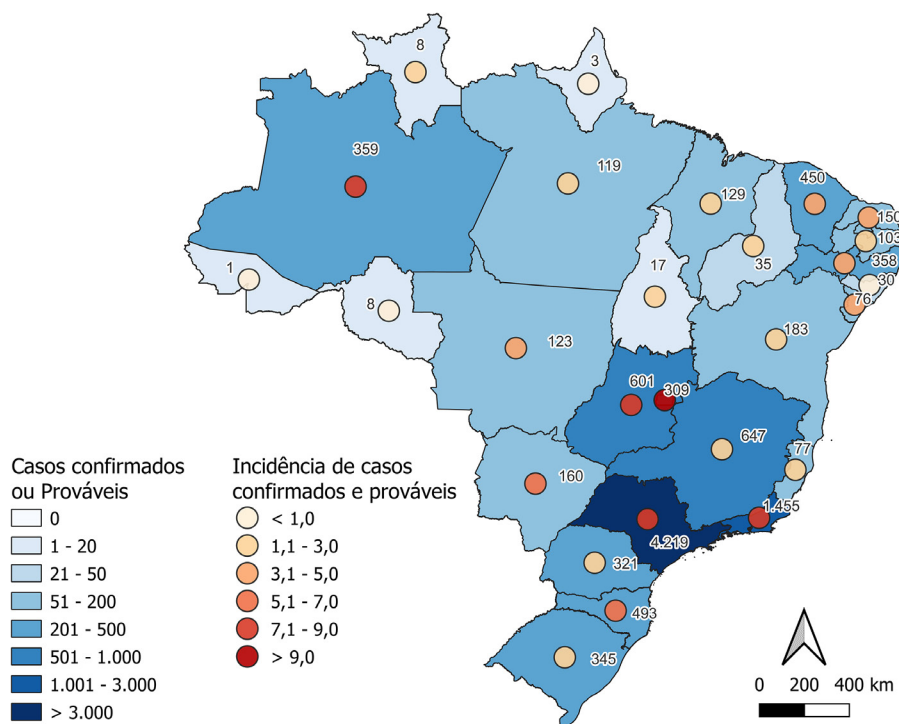 8
3
359
119
129
450
150
103
358
30
76
1
8
17
35
123
183
601
309
647
77
160
1.455
4.219
321
493
345
Casos confirmados
ou Prováveis
0
1 - 20
21 - 50
51 - 200
201 - 500
501 - 1.000
1.001 - 3.000
> 3.000
Incidência de casos
confirmados e prováveis
< 1,0
1,1 - 3,0
3,1 - 5,0
5,1 - 7,0
7,1 - 9,0
> 9,0
0 200 400 km